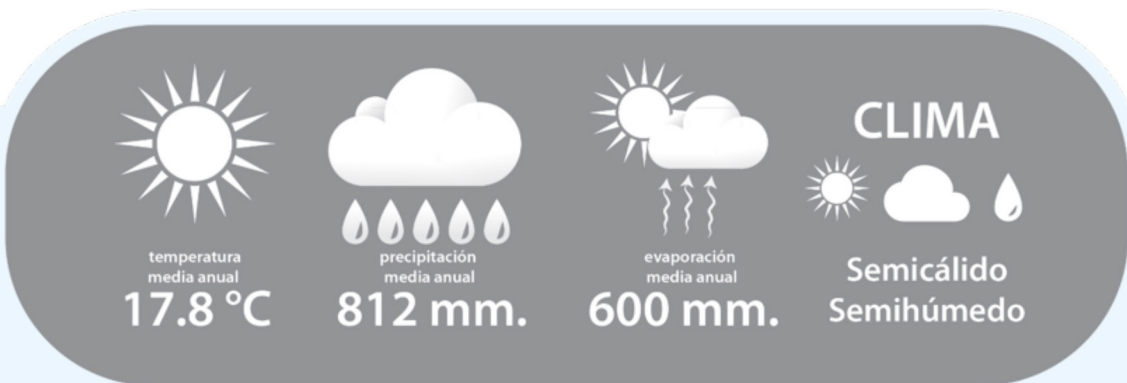 temperatura
media anual
17.8 °C
precipitación
media anual
812 mm.
evaporación
media anual
600 mm.
CLIMA
Semicálido
Semihúmedo